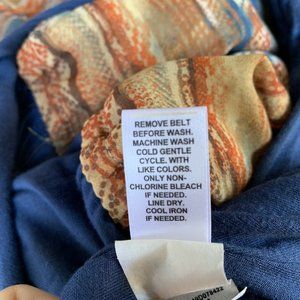 REMOVE BELT
BEFORE WASH.
MACHINE WASH
COLD GENTLE
CYCLE. WITH
LIKE COLORS.
ONLY NON-
CHLORINE BLEACH
IF NEEDED.
LINE DRY.
COOL IRON
IF NEEDED.